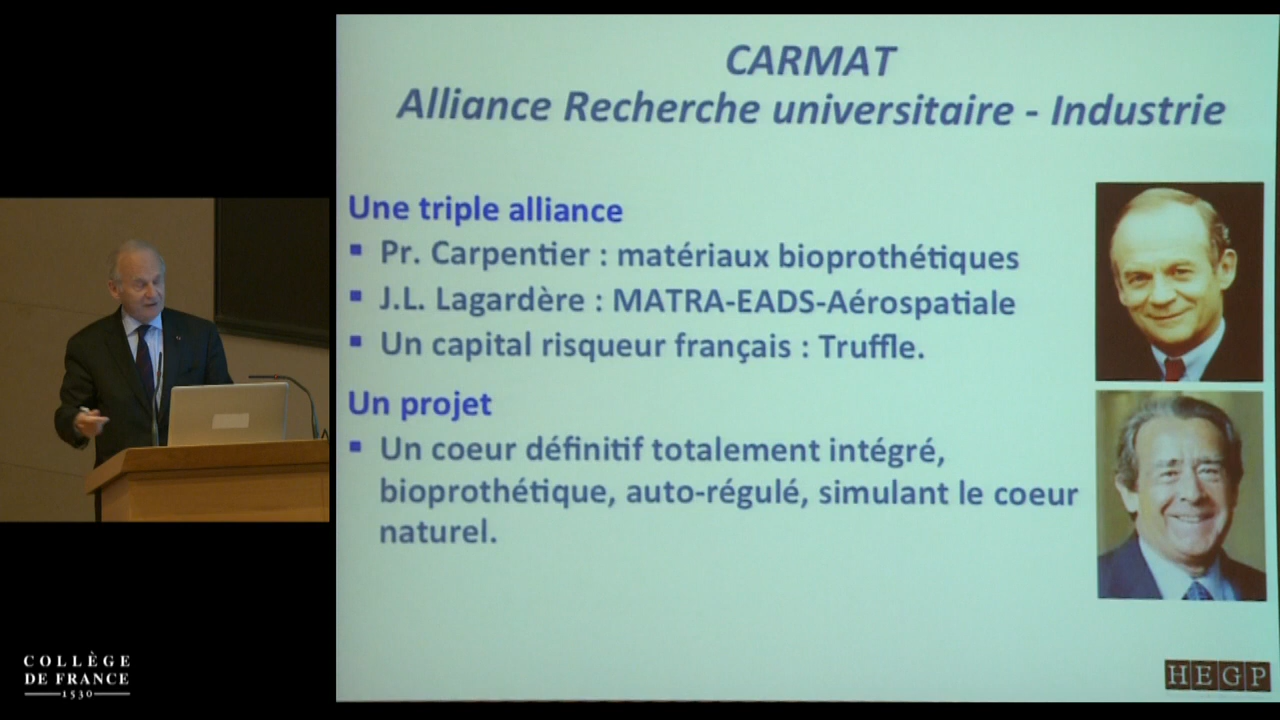 CARMAT
Alliance Recherche universitaire - Industrie
Une triple alliance
▪ Pr. Carpentier : matériaux bioprothétiques
▪ J.L. Lagardère : MATRA-EADS-Aérospatiale
▪ Un capital risqueur français : Truffle.
Un projet
▪ Un coeur définitif totalement intégré,
bioprothétique, auto-régulé, simulant le coeur
naturel.
HEGP
COLLÈGE
DE FRANCE
1530